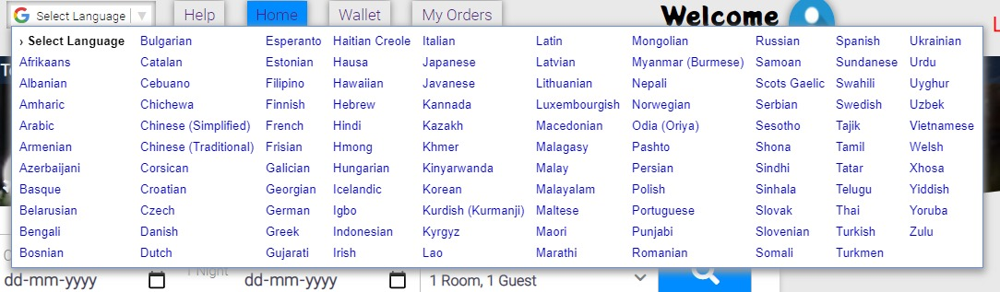 Select Language ▼ Help Home Wallet My Orders Welcome
› Select Language Bulgarian Esperanto Haitian Creole Italian Latin Mongolian Russian Spanish Ukrainian
Afrikaans Catalan Estonian Hausa Japanese Latvian Myanmar (Burmese) Samoan Sundanese Urdu
Albanian Cebuano Filipino Hawaiian Javanese Lithuanian Nepali Scots Gaelic Swahili Uyghur
Amharic Chichewa Finnish Hebrew Kannada Luxembourgish Norwegian Serbian Swedish Uzbek
Arabic Chinese (Simplified) French Hindi Kazakh Macedonian Odia (Oriya) Sesotho Tajik Vietnamese
Armenian Chinese (Traditional) Frisian Hmong Khmer Malagasy Pashto Shona Tamil Welsh
Azerbaijani Corsican Galician Hungarian Kinyarwanda Malay Persian Sindhi Tatar Xhosa
Basque Croatian Georgian Icelandic Korean Malayalam Polish Sinhala Telugu Yiddish
Belarusian Czech German Igbo Kurdish (Kurmanji) Maltese Portuguese Slovak Thai Yoruba
Bengali Danish Greek Indonesian Kyrgyz Maori Punjabi Slovenian Turkish Zulu
Bosnian Dutch Gujarati Irish Lao Marathi Romanian Somali Turkmen
1 Night
dd-mm-yyyy dd-mm-yyyy 1 Room, 1 Guest